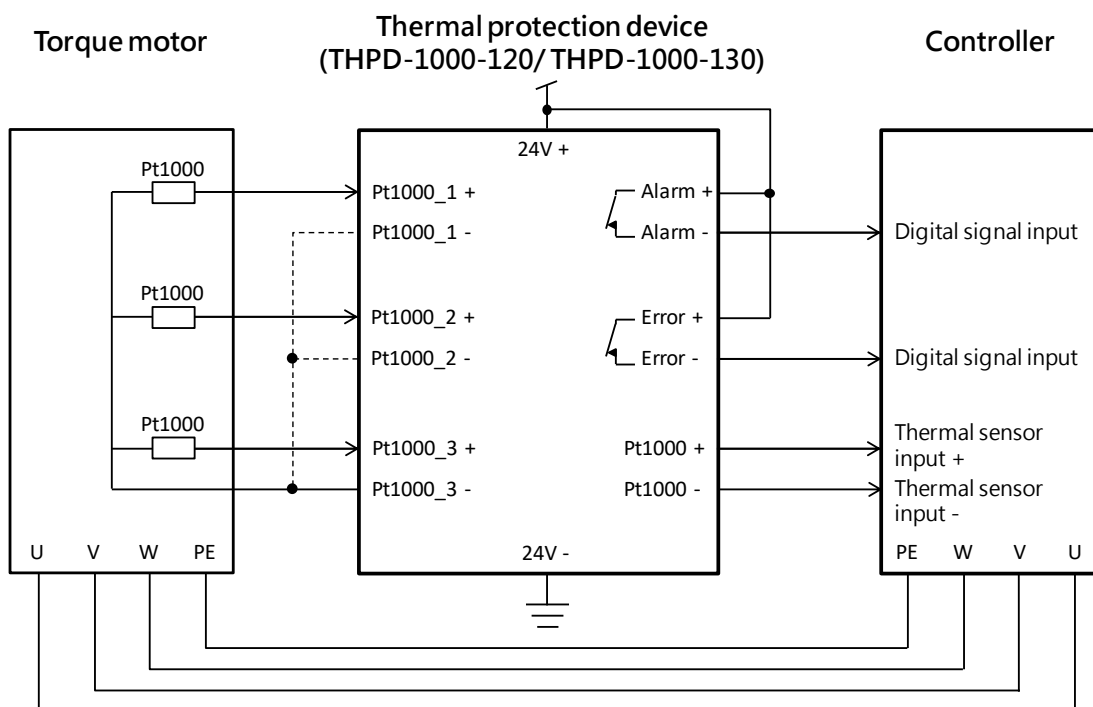 Torque motor
Thermal protection device
(THPD-1000-120/ THPD-1000-130)
Controller
24V +
Pt1000
Pt1000_1 +
Alarm +
Pt1000_1 -
Alarm -
Digital signal input
Pt1000
Pt1000_2 +
Error +
Pt1000_2 -
Error -
Digital signal input
Pt1000
Pt1000_3 +
Pt1000 +
Thermal sensor
input +
Pt1000_3 -
Pt1000 -
Thermal sensor
input -
U V W PE
24V -
PE W V U